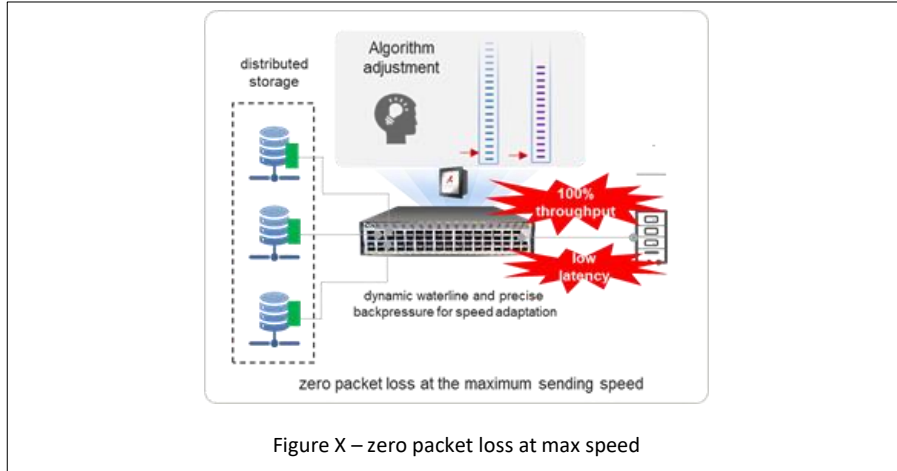 Algorithm
adjustment
distributed
storage
100%
throughput
low
latency
dynamic waterline and precise
backpressure for speed adaptation
zero packet loss at the maximum sending speed
Figure X – zero packet loss at max speed